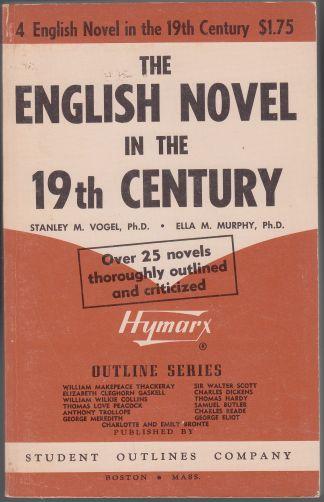 4 English Novel in the 19th Century $1.75
THE
ENGLISH NOVEL
IN THE
19th CENTURY
STANLEY M. VOGEL, Ph.D. • ELLA M. MURPHY, Ph.D.
Over 25 novels
thoroughly outlined
and criticized
Hymarx
®
OUTLINE SERIES
WILLIAM MAKEPEACE THACKERAY SIR WALTER SCOTT
ELIZABETH CLEGHORN GASKELL CHARLES DICKENS
WILLIAM WILKIE COLLINS THOMAS HARDY
THOMAS LOVE PEACOCK SAMUEL BUTLER
ANTHONY TROLLOPE CHARLES READE
GEORGE MEREDITH GEORGE ELIOT
CHARLOTTE AND EMILY BRONTE
PUBLISHED BY
STUDENT OUTLINES COMPANY
BOSTON • MASS.